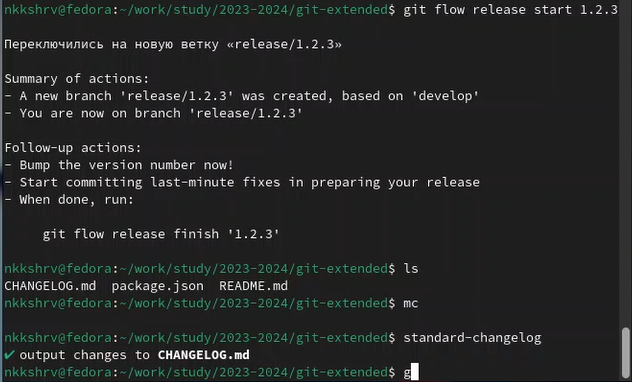 nkkshrv@fedora:~/work/study/2023-2024/git-extended$ git flow release start 1.2.3
Переключились на новую ветку «release/1.2.3»
Summary of actions:
- A new branch 'release/1.2.3' was created, based on 'develop'
- You are now on branch 'release/1.2.3'
Follow-up actions:
- Bump the version number now!
- Start committing last-minute fixes in preparing your release
- When done, run:
git flow release finish '1.2.3'
nkkshrv@fedora:~/work/study/2023-2024/git-extended$ ls
CHANGELOG.md package.json README.md
nkkshrv@fedora:~/work/study/2023-2024/git-extended$ mc
nkkshrv@fedora:~/work/study/2023-2024/git-extended$ standard-changelog
✔ output changes to CHANGELOG.md
nkkshrv@fedora:~/work/study/2023-2024/git-extended$ g